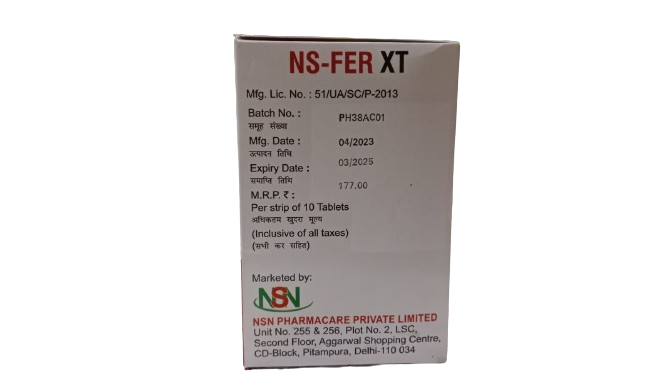 NS-FER XT
Mfg. Lic. No. : 51/UA/SC/P-2013
Batch No. : PH38AC01
समूह संख्या
Mfg. Date : 04/2023
उत्पादन तिथि
Expiry Date : 03/2025
समाप्ति तिथि
M.R.P. ₹ : 177.00
Per strip of 10 Tablets
अधिकतम खुदरा मूल्य
(Inclusive of all taxes)
(सभी कर सहित)
Marketed by:
NSN
NSN PHARMACARE PRIVATE LIMITED
Unit No. 255 & 256, Plot No. 2, LSC,
Second Floor, Aggarwal Shopping Centre,
CD-Block, Pitampura, Delhi-110 034